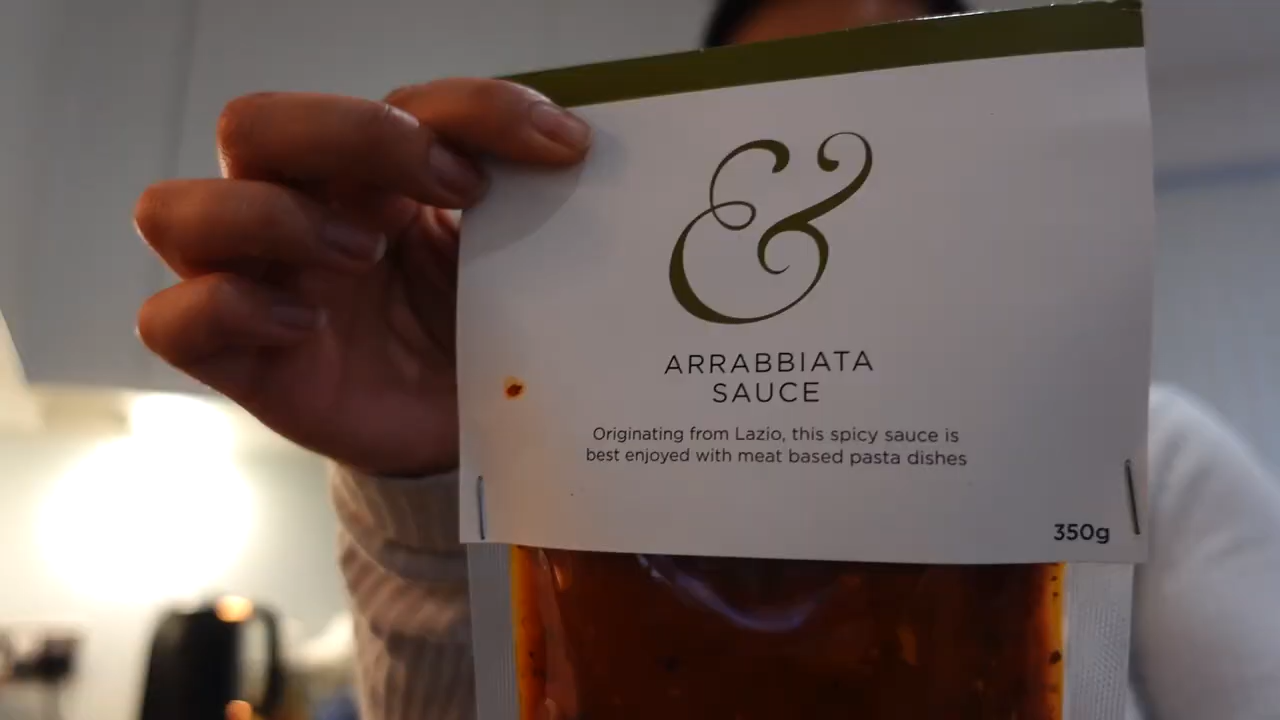 &
ARRABBIATA
SAUCE
Originating from Lazio, this spicy sauce is
best enjoyed with meat based pasta dishes
350g